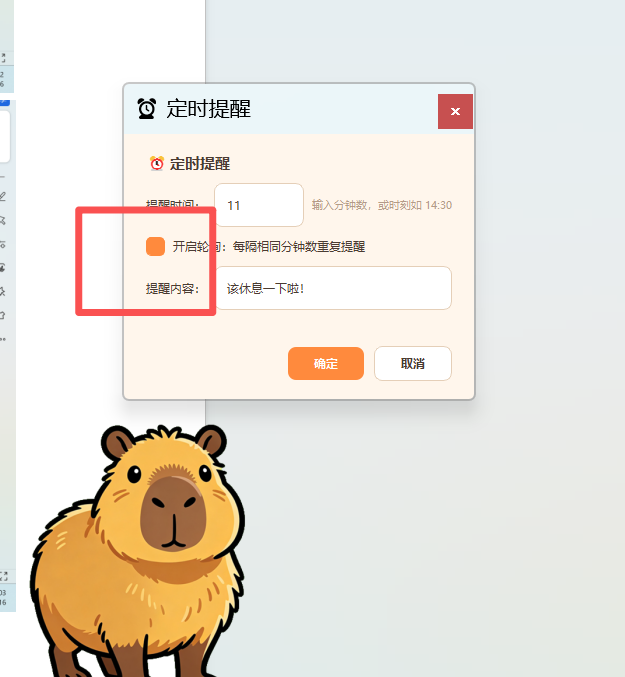 定时提醒
定时提醒
提醒时间： 11 输入分钟数，或时刻如 14:30
开启轮询：每隔相同分钟数重复提醒
提醒内容： 该休息一下啦！
确定 取消